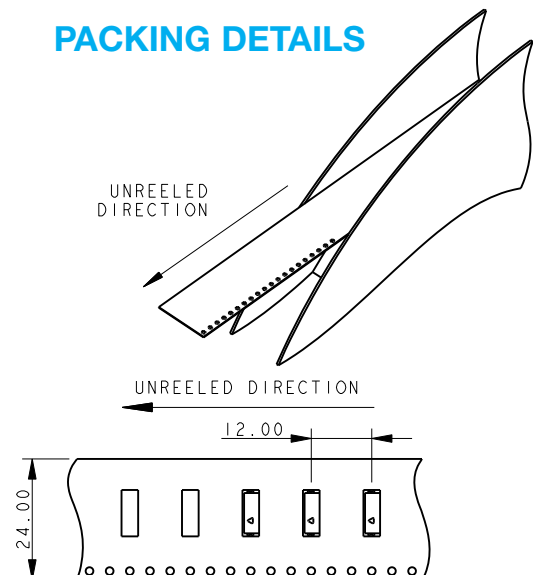 PACKING DETAILS
UNREELED
DIRECTION
UNREELED DIRECTION
12.00
24.00